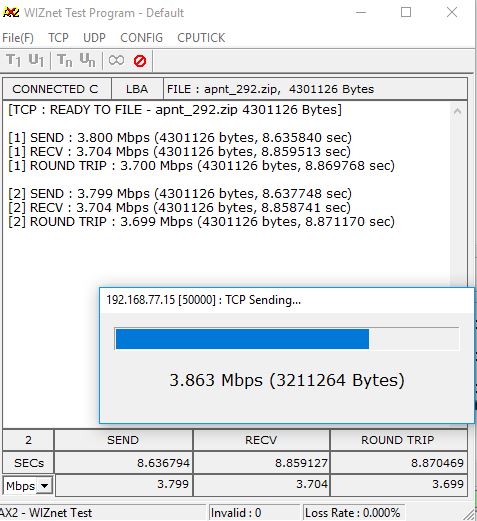 AX2 WIZnet Test Program - Default
File(F) TCP UDP CONFIG CPUTICK
T1 U1 Tn Un
CONNECTED C LBA FILE : apnt_292.zip, 4301126 Bytes
[TCP : READY TO FILE - apnt_292.zip 4301126 Bytes]
[1] SEND : 3.800 Mbps (4301126 bytes, 8.635840 sec)
[1] RECV : 3.704 Mbps (4301126 bytes, 8.859513 sec)
[1] ROUND TRIP : 3.700 Mbps (4301126 bytes, 8.869768 sec)
[2] SEND : 3.799 Mbps (4301126 bytes, 8.637748 sec)
[2] RECV : 3.704 Mbps (4301126 bytes, 8.858741 sec)
[2] ROUND TRIP : 3.699 Mbps (4301126 bytes, 8.871170 sec)
192.168.77.15 [50000] : TCP Sending...
3.863 Mbps (3211264 Bytes)
2 SEND RECV ROUND TRIP
SECs 8.636794 8.859127 8.870469
Mbps 3.799 3.704 3.699
AX2 - WIZnet Test Invalid : 0 Loss Rate : 0.000%